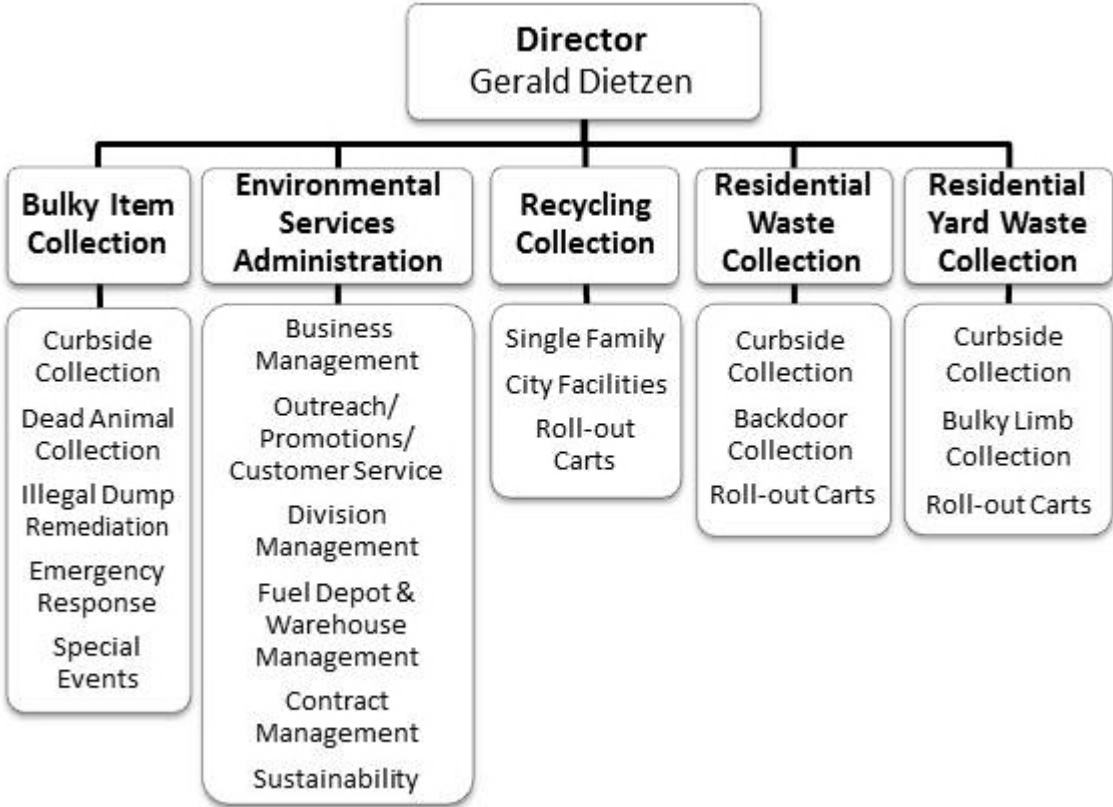 Director
Gerald Dietzen
Bulky Item
Collection
Environmental
Services
Administration
Recycling
Collection
Residential
Waste
Collection
Residential
Yard Waste
Collection
Curbside
Collection
Dead Animal
Collection
Illegal Dump
Remediation
Emergency
Response
Special
Events
Business
Management
Outreach/
Promotions/
Customer Service
Division
Management
Fuel Depot &
Warehouse
Management
Contract
Management
Sustainability
Single Family
City Facilities
Roll-out
Carts
Curbside
Collection
Backdoor
Collection
Roll-out Carts
Curbside
Collection
Bulky Limb
Collection
Roll-out Carts